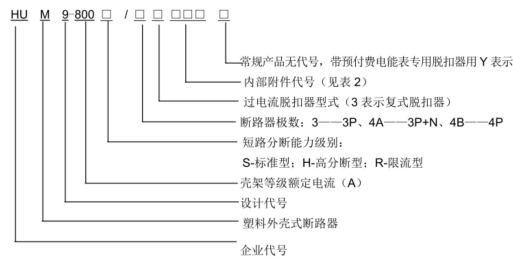 HU M 9-800□ /□ □ □□□ □
常规产品无代号，带预付费电能表专用脱扣器用 Y 表示
内部附件代号（见表 2）
过电流脱扣器型式（3 表示复式脱扣器）
断路器极数：3——3P、4A——3P+N、4B——4P
短路分断能力级别：
S-标准型；H-高分断型；R-限流型
壳架等级额定电流（A）
设计代号
塑料外壳式断路器
企业代号